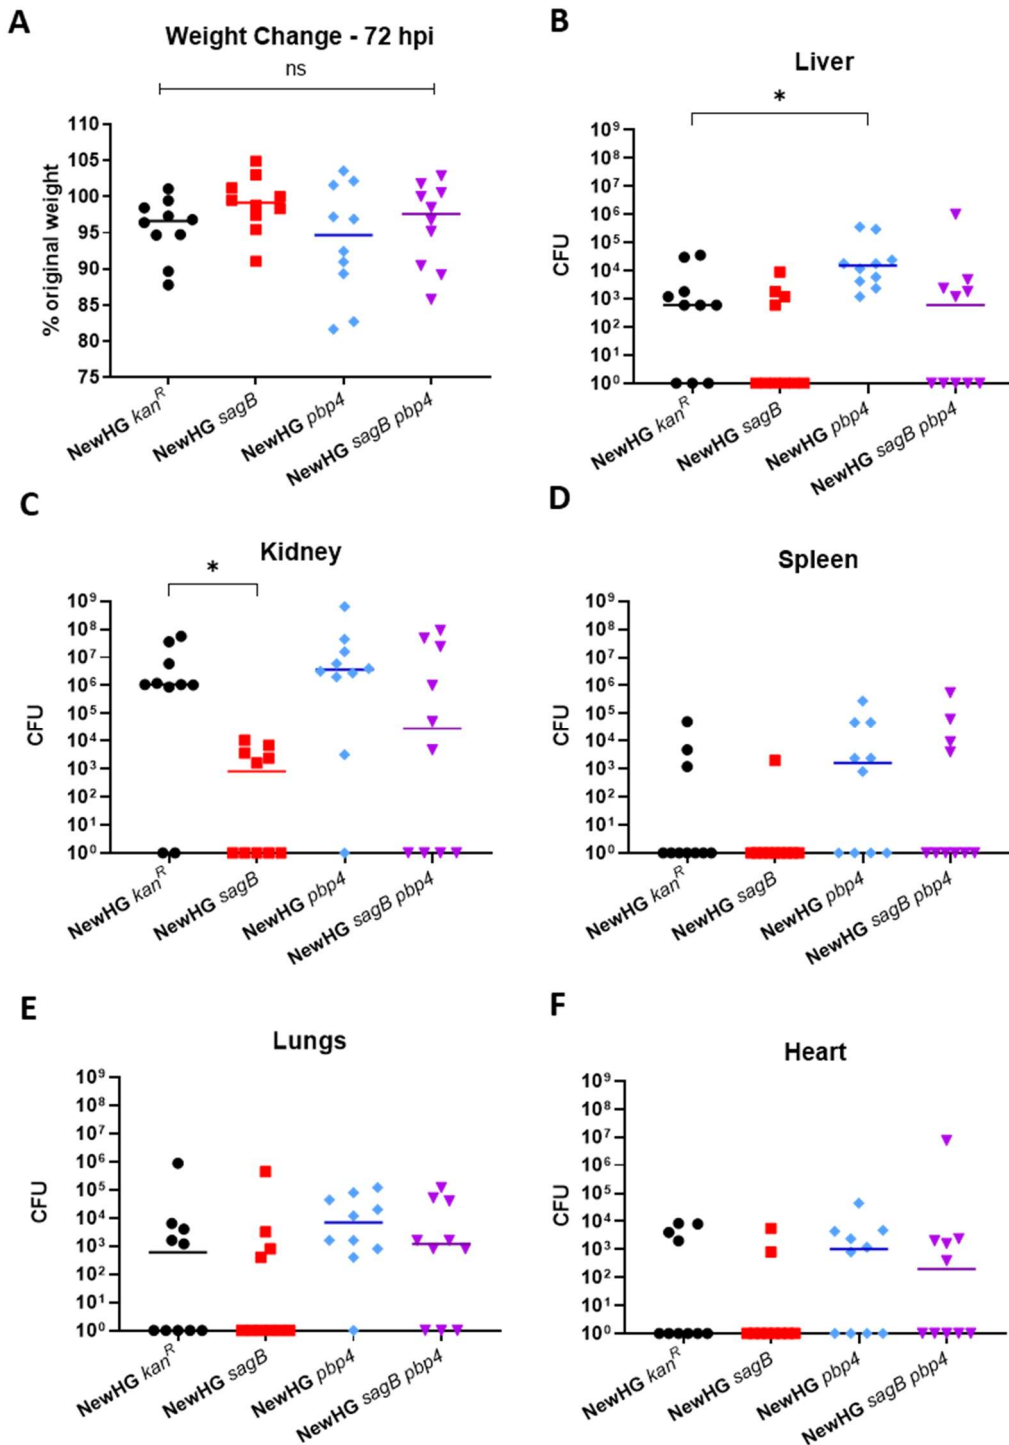 A
Weight Change - 72 hpi
ns
% original weight
110
105
100
95
90
85
80
75
NewHG kanᴿ
NewHG sagB
NewHG pbp4
NewHG sagB pbp4
B
Liver
*
CFU
10⁹
10⁸
10⁷
10⁶
10⁵
10⁴
10³
10²
10¹
10⁰
NewHG kanᴿ
NewHG sagB
NewHG pbp4
NewHG sagB pbp4
C
Kidney
*
CFU
10⁹
10⁸
10⁷
10⁶
10⁵
10⁴
10³
10²
10¹
10⁰
NewHG kanᴿ
NewHG sagB
NewHG pbp4
NewHG sagB pbp4
D
Spleen
CFU
10⁹
10⁸
10⁷
10⁶
10⁵
10⁴
10³
10²
10¹
10⁰
NewHG kanᴿ
NewHG sagB
NewHG pbp4
NewHG sagB pbp4
E
Lungs
CFU
10⁹
10⁸
10⁷
10⁶
10⁵
10⁴
10³
10²
10¹
10⁰
NewHG kanᴿ
NewHG sagB
NewHG pbp4
NewHG sagB pbp4
F
Heart
CFU
10⁹
10⁸
10⁷
10⁶
10⁵
10⁴
10³
10²
10¹
10⁰
NewHG kanᴿ
NewHG sagB
NewHG pbp4
NewHG sagB pbp4